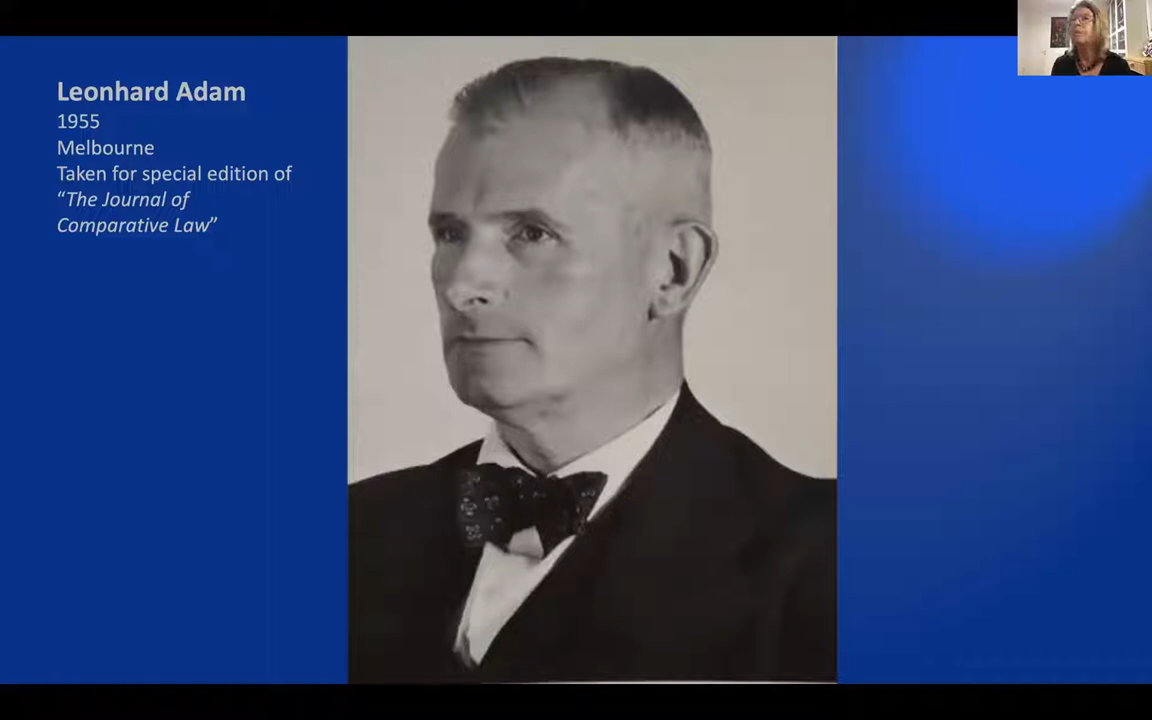 Leonhard Adam
1955
Melbourne
Taken for special edition of
“The Journal of
Comparative Law”